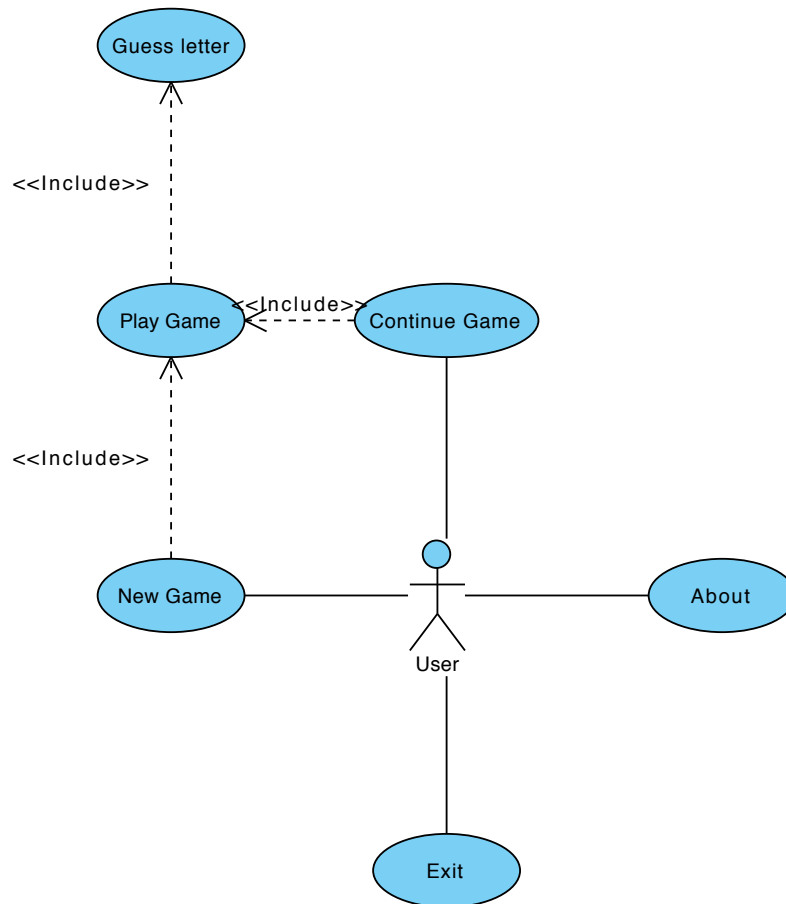 Guess letter
<<Include>>
<<Include>>
Play Game
Continue Game
<<Include>>
New Game
About
User
Exit